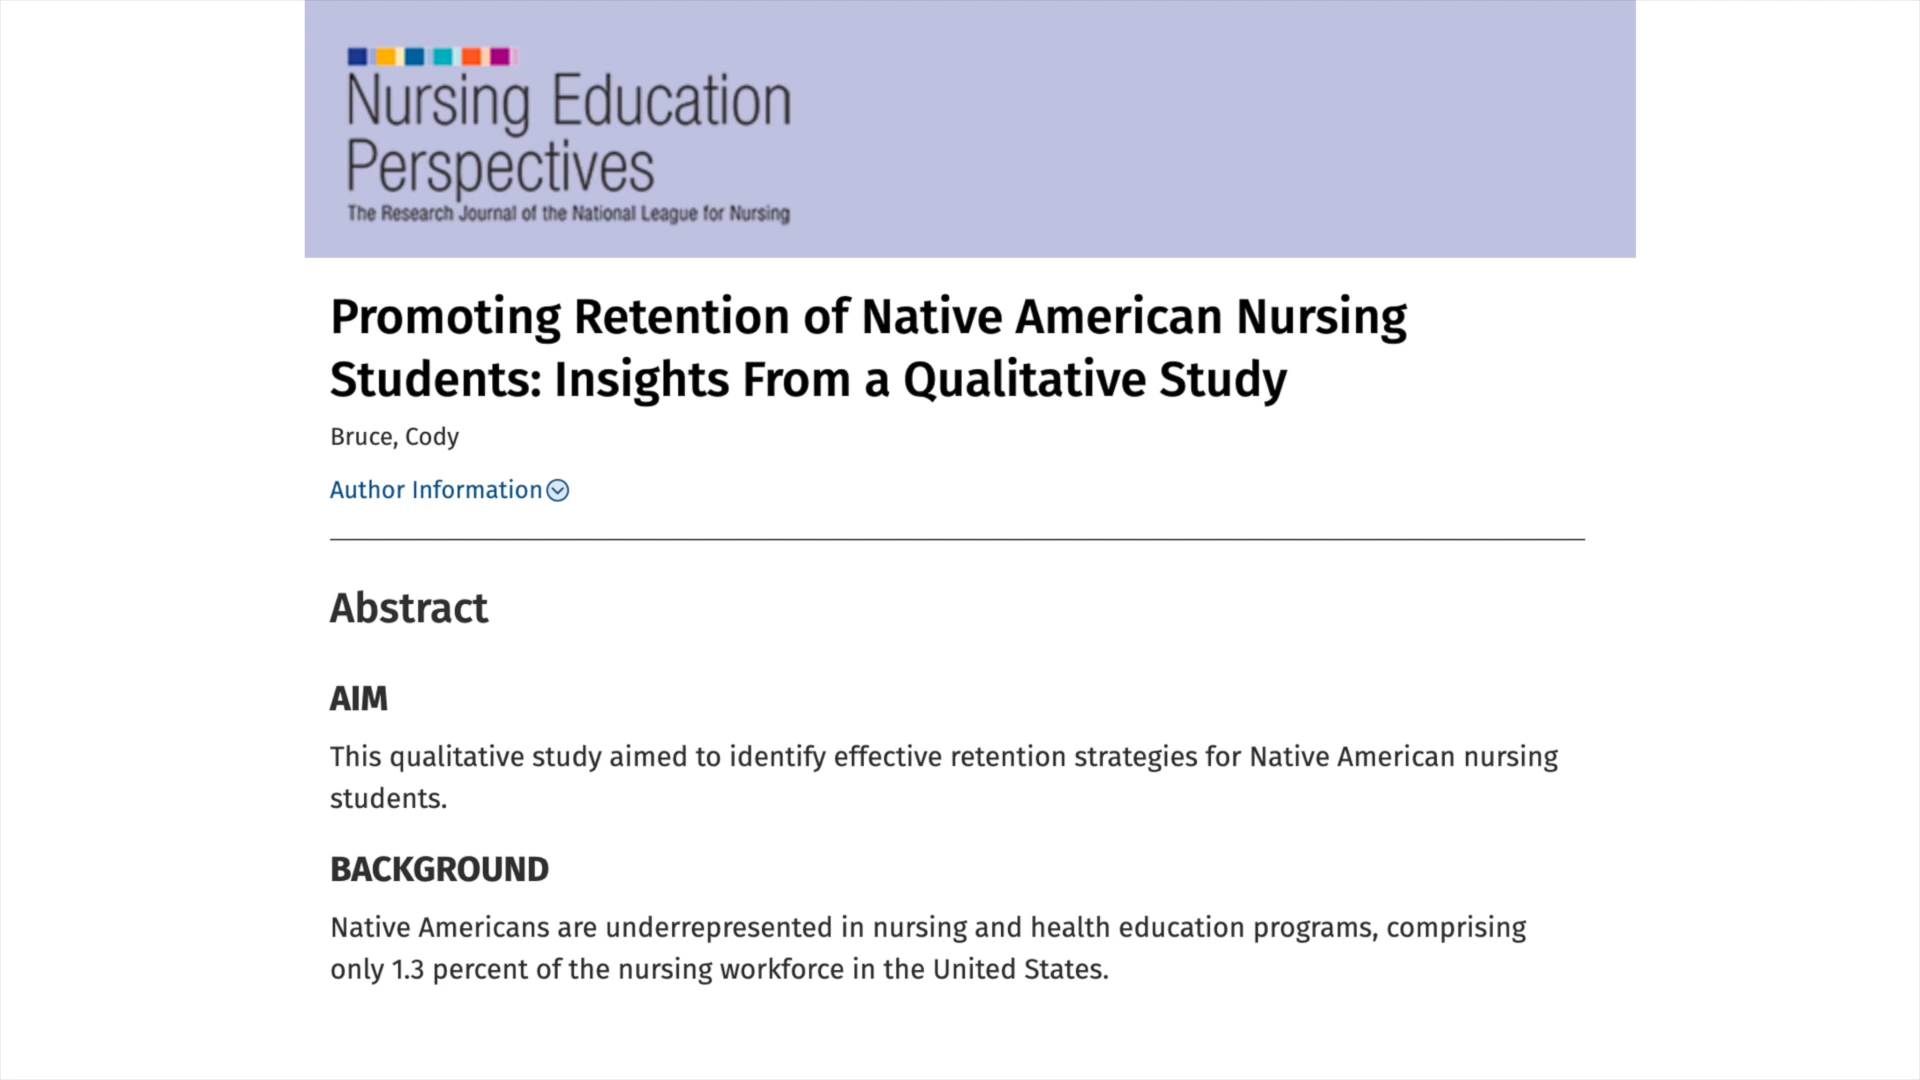 Nursing Education
Perspectives
The Research Journal of the National League for Nursing
Promoting Retention of Native American Nursing
Students: Insights From a Qualitative Study
Bruce, Cody
Author Information
Abstract
AIM
This qualitative study aimed to identify effective retention strategies for Native American nursing
students.
BACKGROUND
Native Americans are underrepresented in nursing and health education programs, comprising
only 1.3 percent of the nursing workforce in the United States.